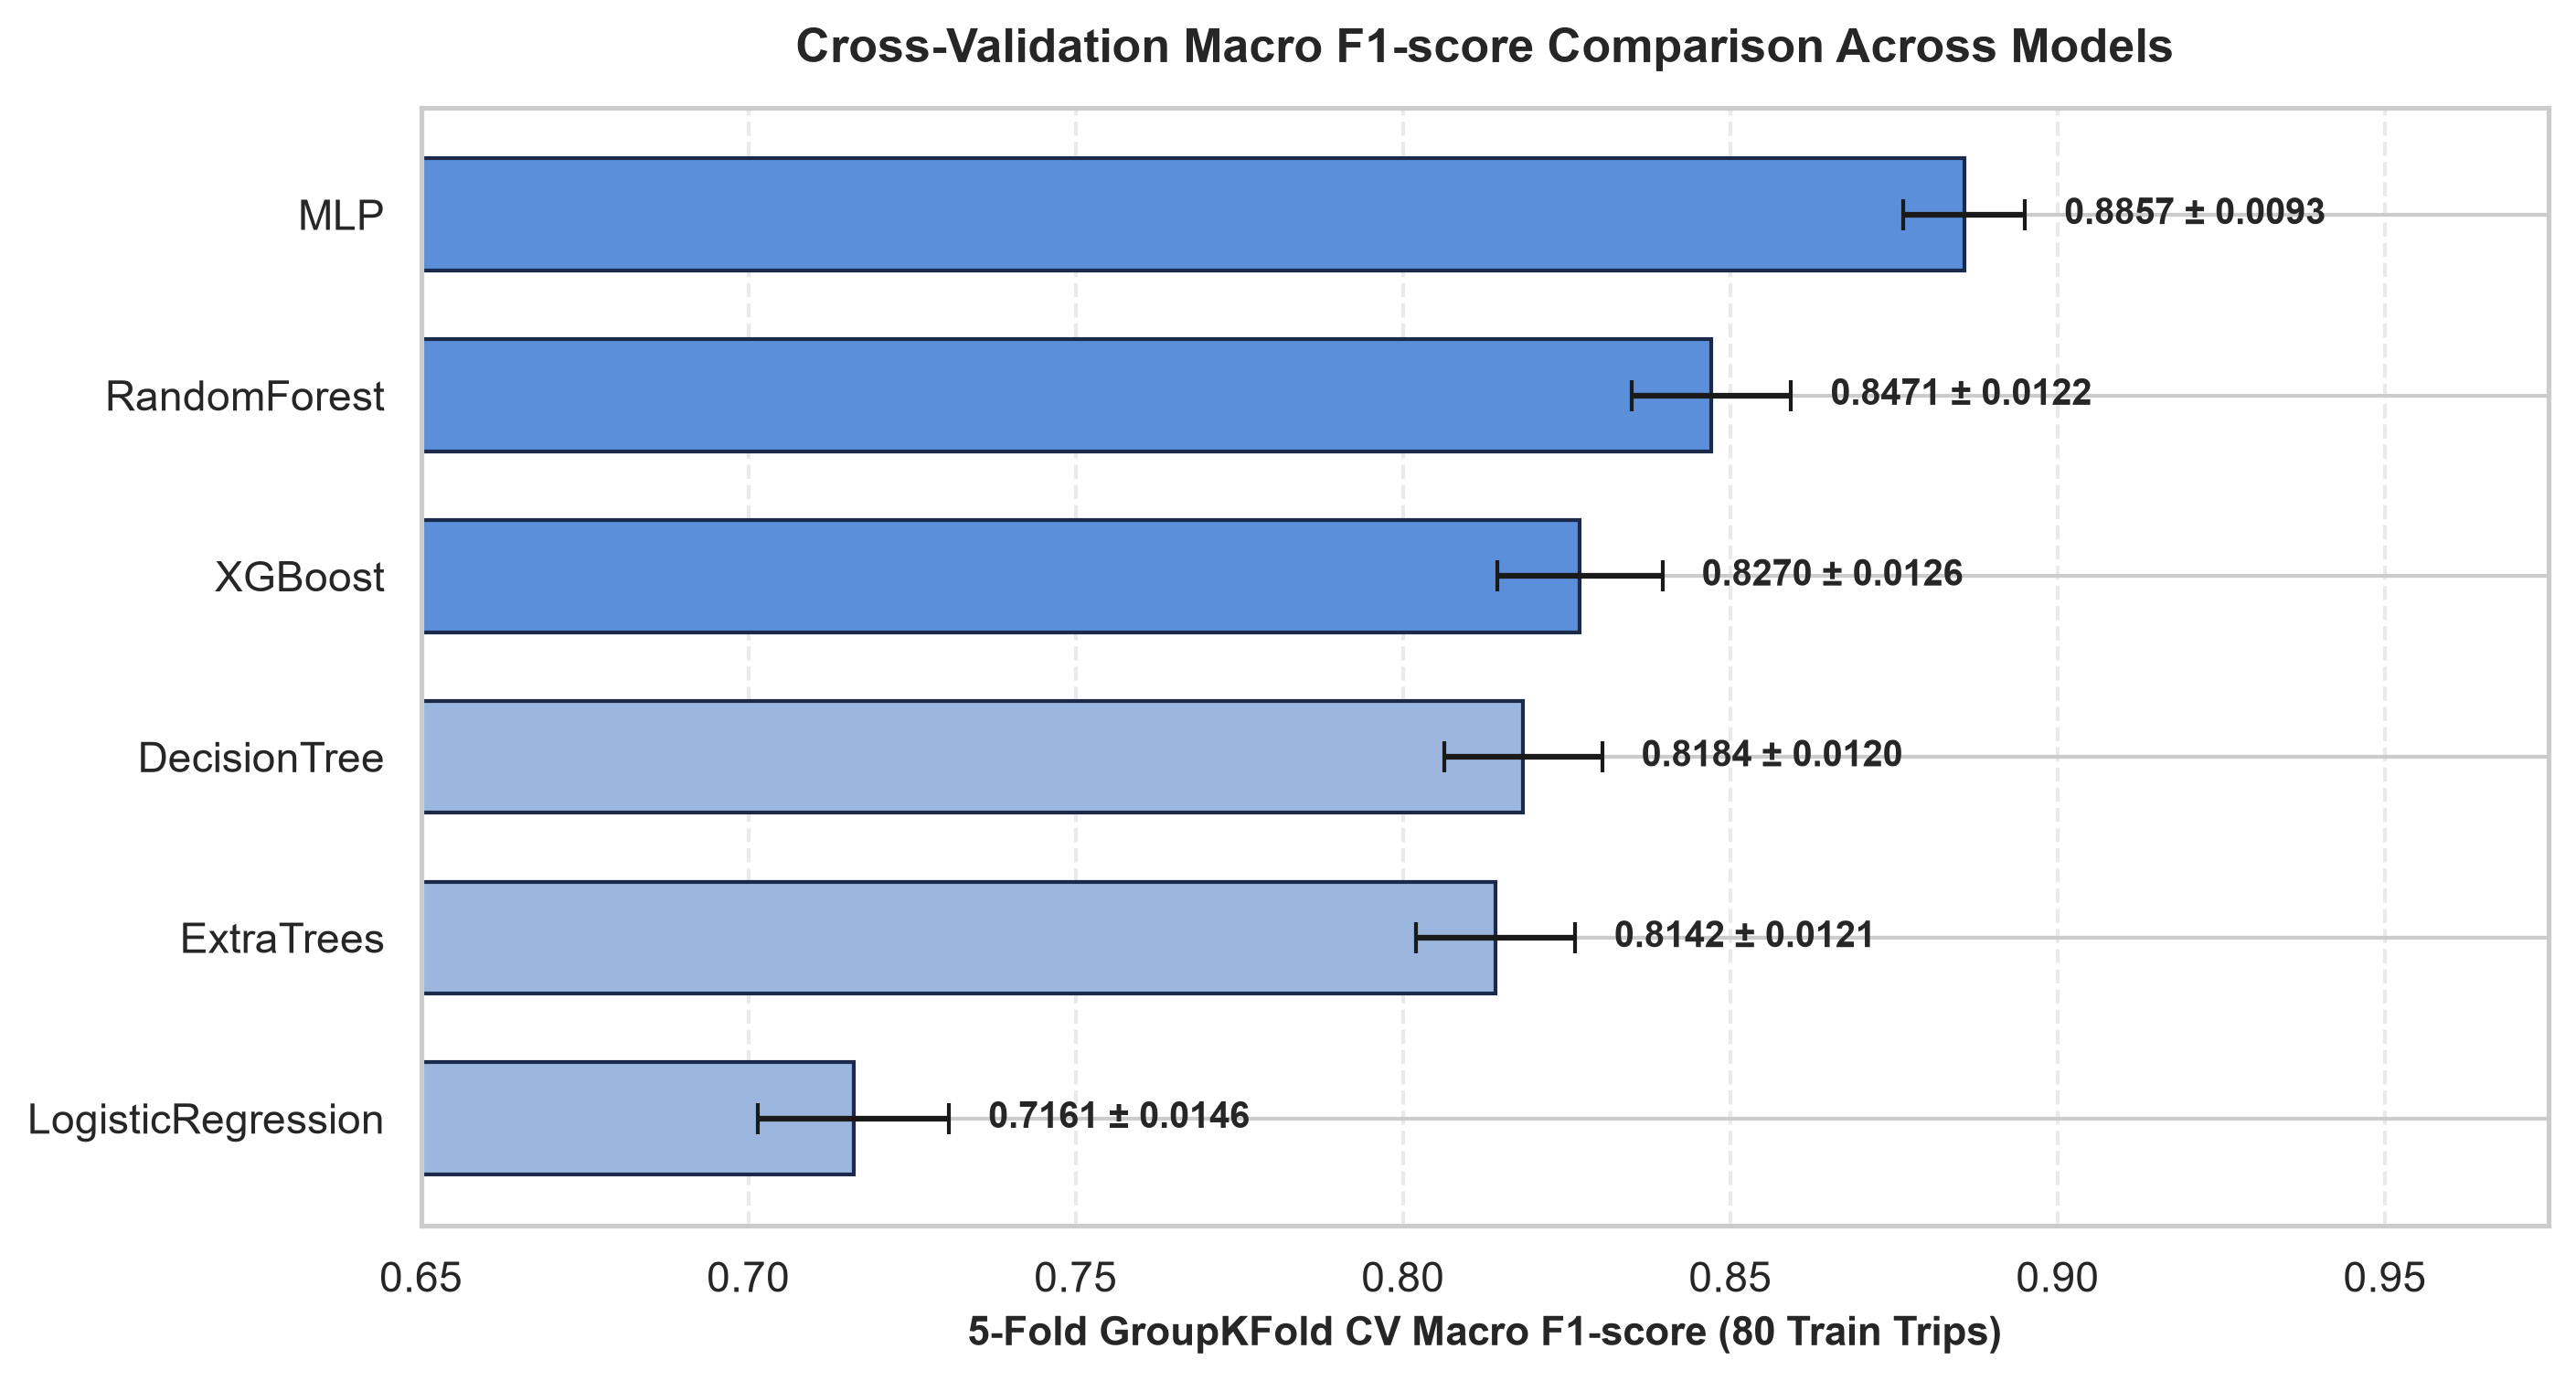 Cross-Validation Macro F1-score Comparison Across Models
MLP
0.8857 ± 0.0093
RandomForest
0.8471 ± 0.0122
XGBoost
0.8270 ± 0.0126
DecisionTree
0.8184 ± 0.0120
ExtraTrees
0.8142 ± 0.0121
LogisticRegression
0.7161 ± 0.0146
0.65 0.70 0.75 0.80 0.85 0.90 0.95
5-Fold GroupKFold CV Macro F1-score (80 Train Trips)